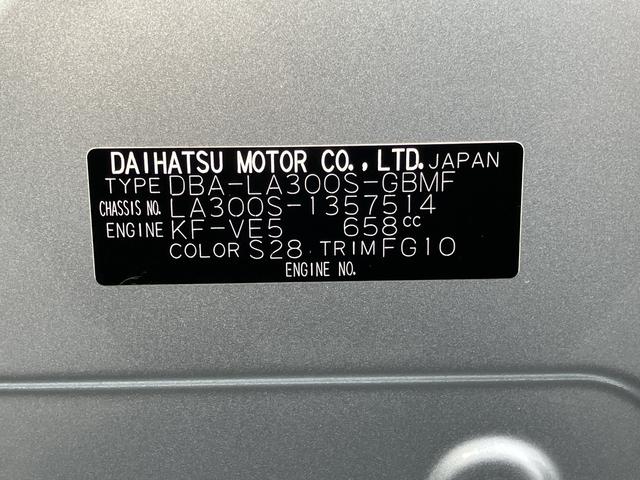 DAIHATSU MOTOR CO., LTD. JAPAN
TYPE DBA-LA300S-GBMF
CHASSIS NO. LA300S-1357514
ENGINE KF-VE5 658cc
COLOR S28 TRIM FG10
ENGINE NO.